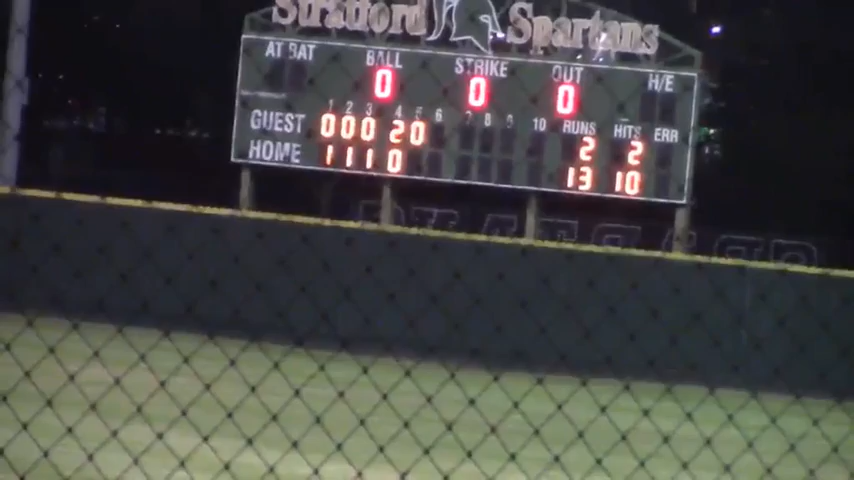 Stratford Spartans
AT BAT BALL STRIKE OUT H/E
0 0 0
1 2 3 4 5 6 7 8 9 10 RUNS HITS ERR
GUEST 0 0 0 2 0 2 2
HOME 1 1 1 0 13 10